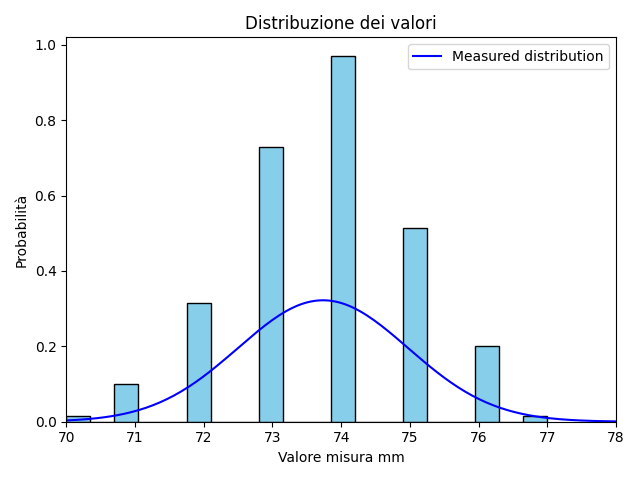 Distribuzione dei valori
Measured distribution
Probabilità
1.0
0.8
0.6
0.4
0.2
0.0
70 71 72 73 74 75 76 77 78
Valore misura mm